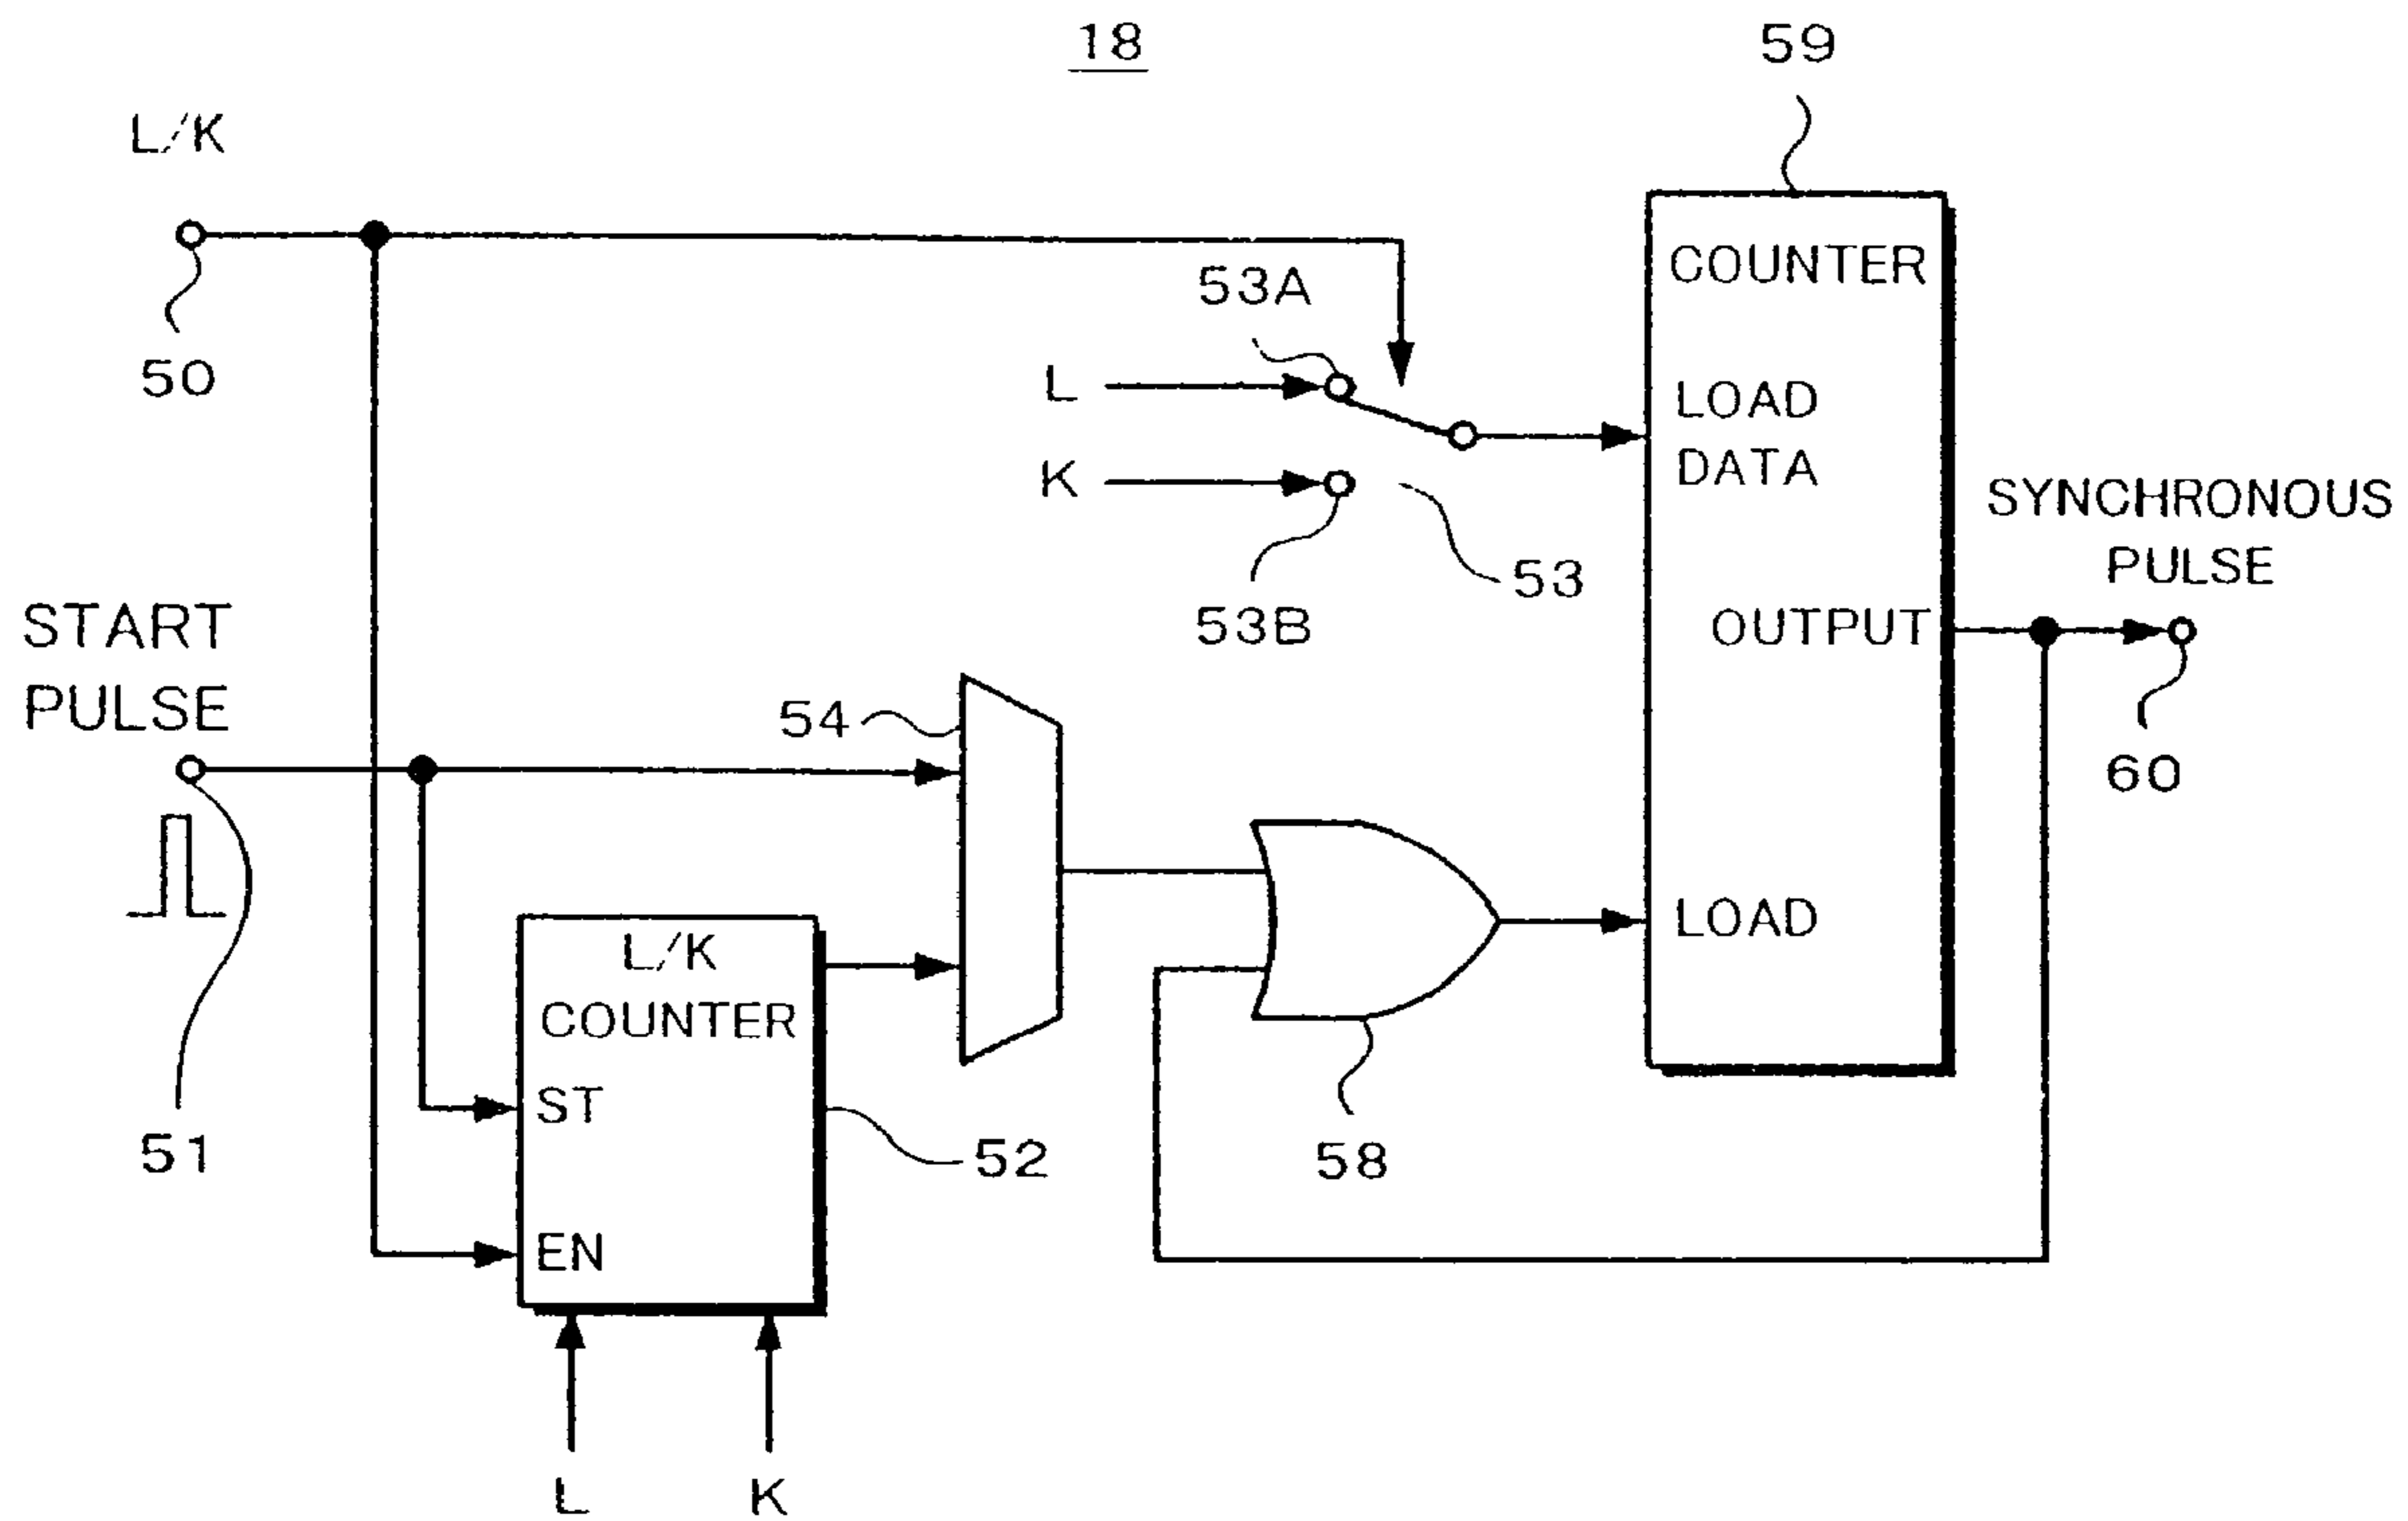 18
59
L/K
50
COUNTER
53A
L
LOAD
DATA
K
53
53B
SYNCHRONOUS
PULSE
OUTPUT
60
START
PULSE
51
54
L/K
COUNTER
ST
EN
52
58
LOAD
L
K